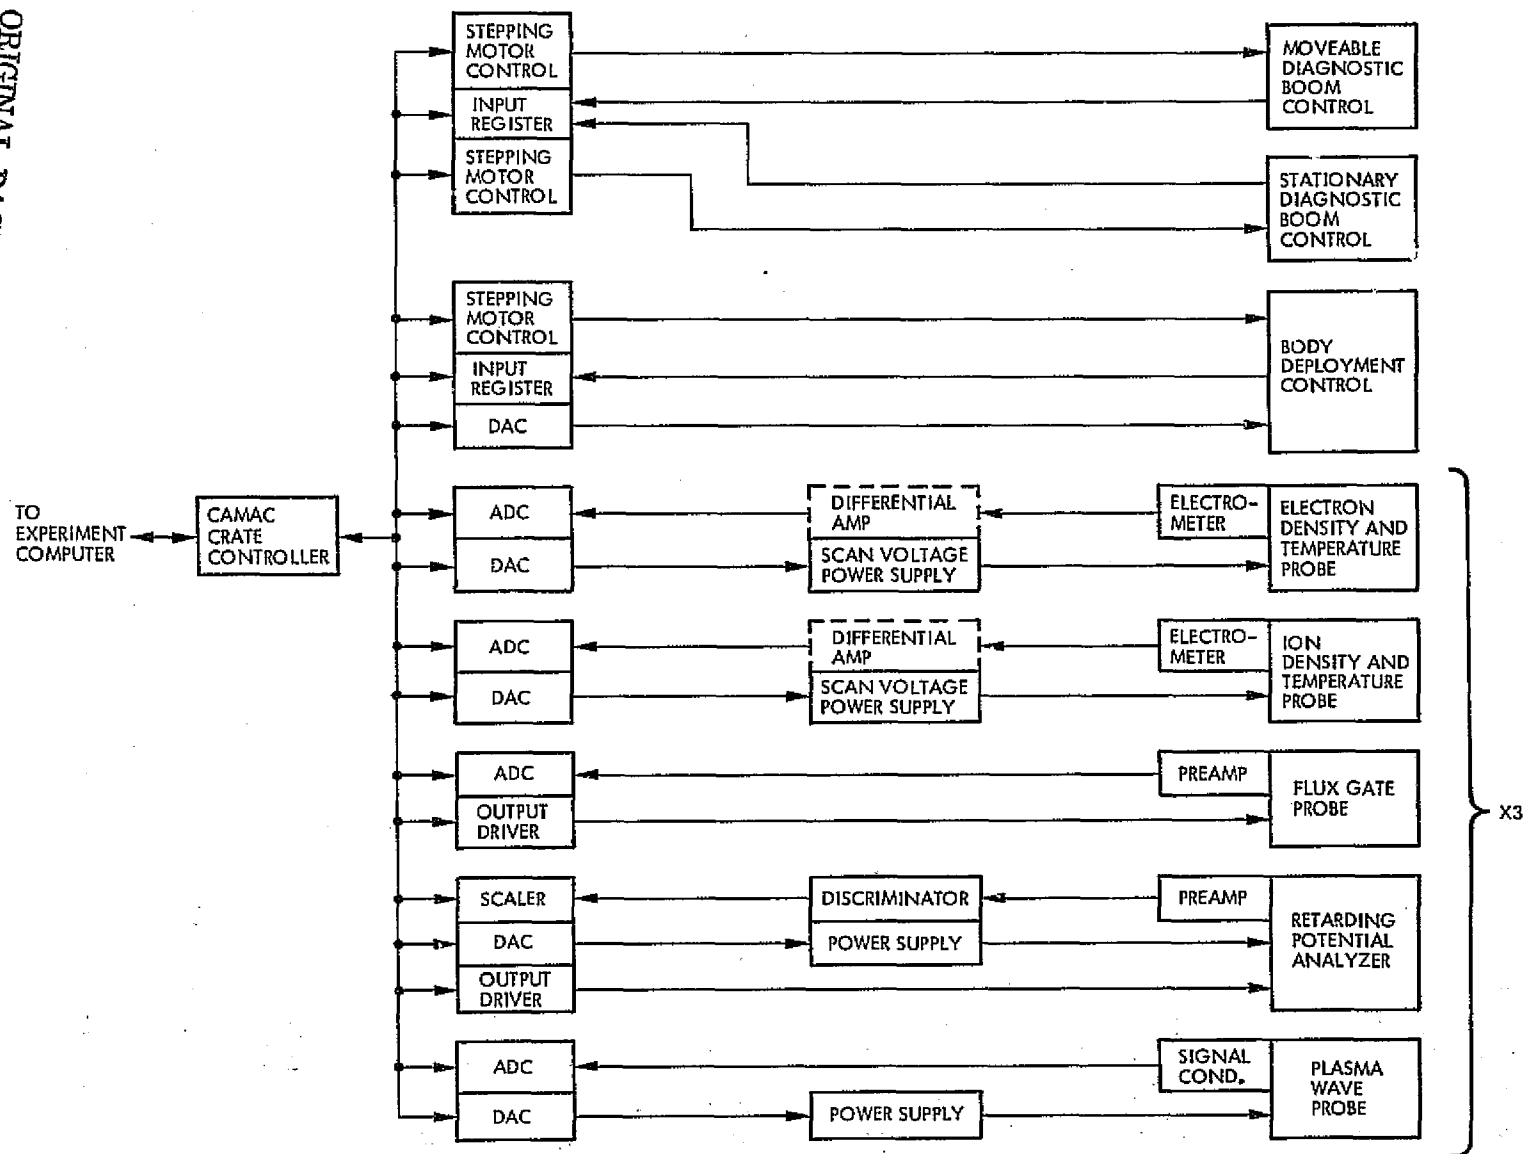 ORIGINAL
STEPPING
MOTOR
CONTROL
INPUT
REGISTER
STEPPING
MOTOR
CONTROL
MOVEABLE
DIAGNOSTIC
BOOM
CONTROL
STATIONARY
DIAGNOSTIC
BOOM
CONTROL
STEPPING
MOTOR
CONTROL
INPUT
REGISTER
DAC
BODY
DEPLOYMENT
CONTROL
TO
EXPERIMENT
COMPUTER
CAMAC
CRATE
CONTROLLER
ADC
DAC
DIFFERENTIAL
AMP
SCAN VOLTAGE
POWER SUPPLY
ELECTRO-
METER
ELECTRON
DENSITY AND
TEMPERATURE
PROBE
ADC
DAC
DIFFERENTIAL
AMP
SCAN VOLTAGE
POWER SUPPLY
ELECTRO-
METER
ION
DENSITY AND
TEMPERATURE
PROBE
ADC
OUTPUT
DRIVER
PREAMP
FLUX GATE
PROBE
X3
SCALER
DAC
OUTPUT
DRIVER
DISCRIMINATOR
POWER SUPPLY
PREAMP
RETARDING
POTENTIAL
ANALYZER
ADC
DAC
POWER SUPPLY
SIGNAL
COND.
PLASMA
WAVE
PROBE